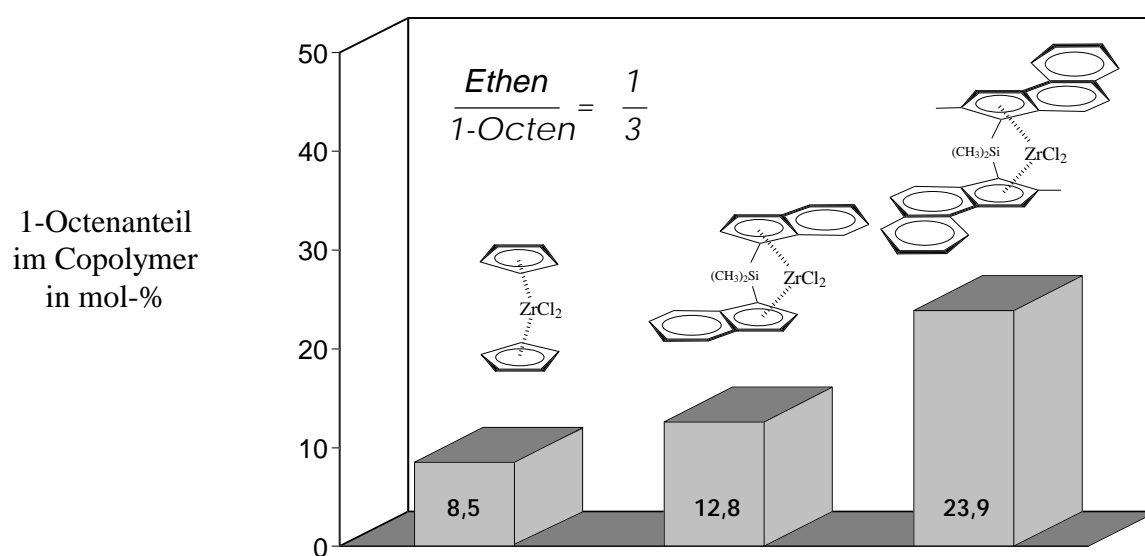 50
40
30
20
10
0
1-Octenanteil
im Copolymer
in mol-%
Ethen
1-Octen
=
1
3
ZrCl2
(CH3)2Si
ZrCl2
(CH3)2Si
ZrCl2
8,5
12,8
23,9